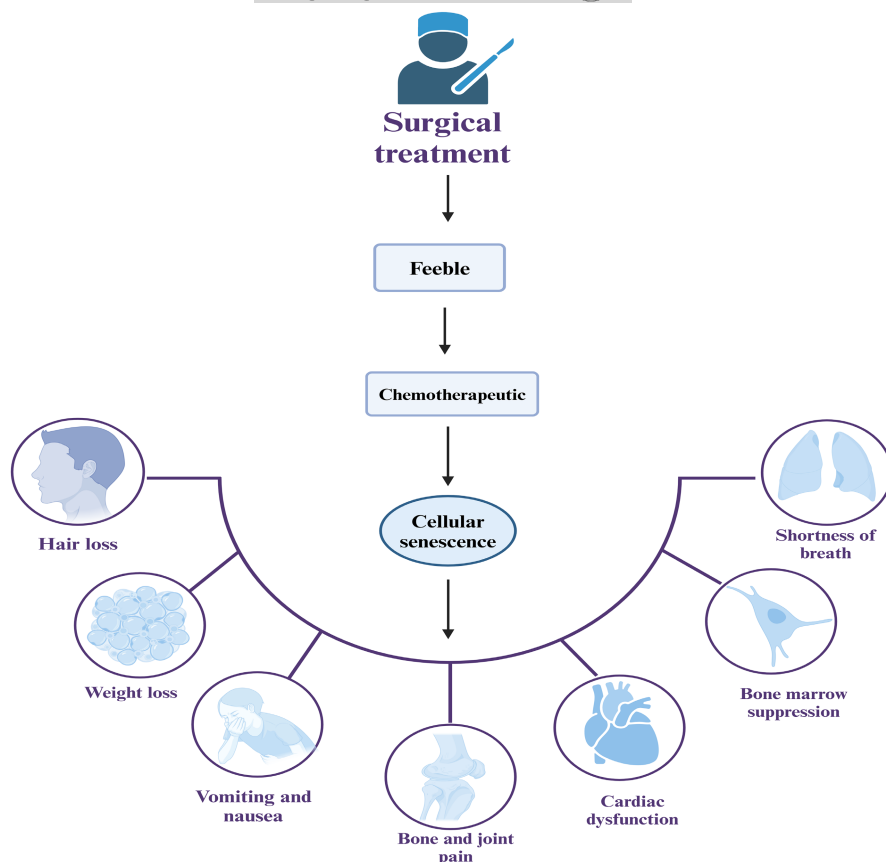 Surgical
treatment
Feeble
Chemotherapeutic
Cellular
senescence
Hair loss
Weight loss
Vomiting and
nausea
Bone and joint
pain
Cardiac
dysfunction
Bone marrow
suppression
Shortness of
breath